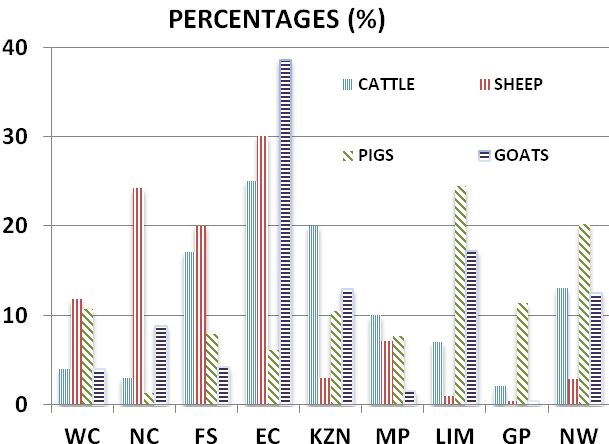 PERCENTAGES (%)
40
30
20
10
0
CATTLE SHEEP
PIGS GOATS
WC NC FS EC KZN MP LIM GP NW